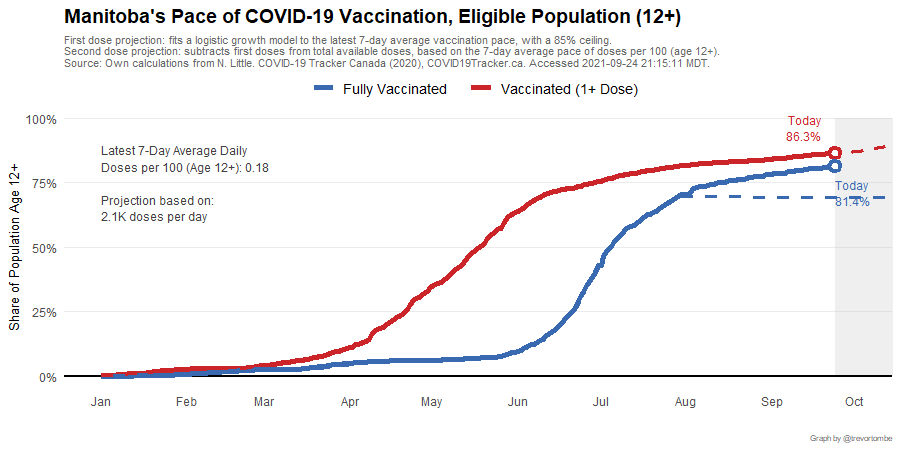 Manitoba's Pace of COVID-19 Vaccination, Eligible Population (12+)
First dose projection: fits a logistic growth model to the latest 7-day average vaccination pace, with a 85% ceiling.
Second dose projection: subtracts first doses from total available doses, based on the 7-day average pace of doses per 100 (age 12+).
Source: Own calculations from N. Little. COVID-19 Tracker Canada (2020), COVID19Tracker.ca. Accessed 2021-09-24 21:15:11 MDT.
Fully Vaccinated Vaccinated (1+ Dose)
100%
75%
50%
25%
0%
Share of Population Age 12+
Latest 7-Day Average Daily
Doses per 100 (Age 12+): 0.18
Projection based on:
2.1K doses per day
Today
86.3%
Today
81.4%
Jan Feb Mar Apr May Jun Jul Aug Sep Oct
Graph by @trevortombe